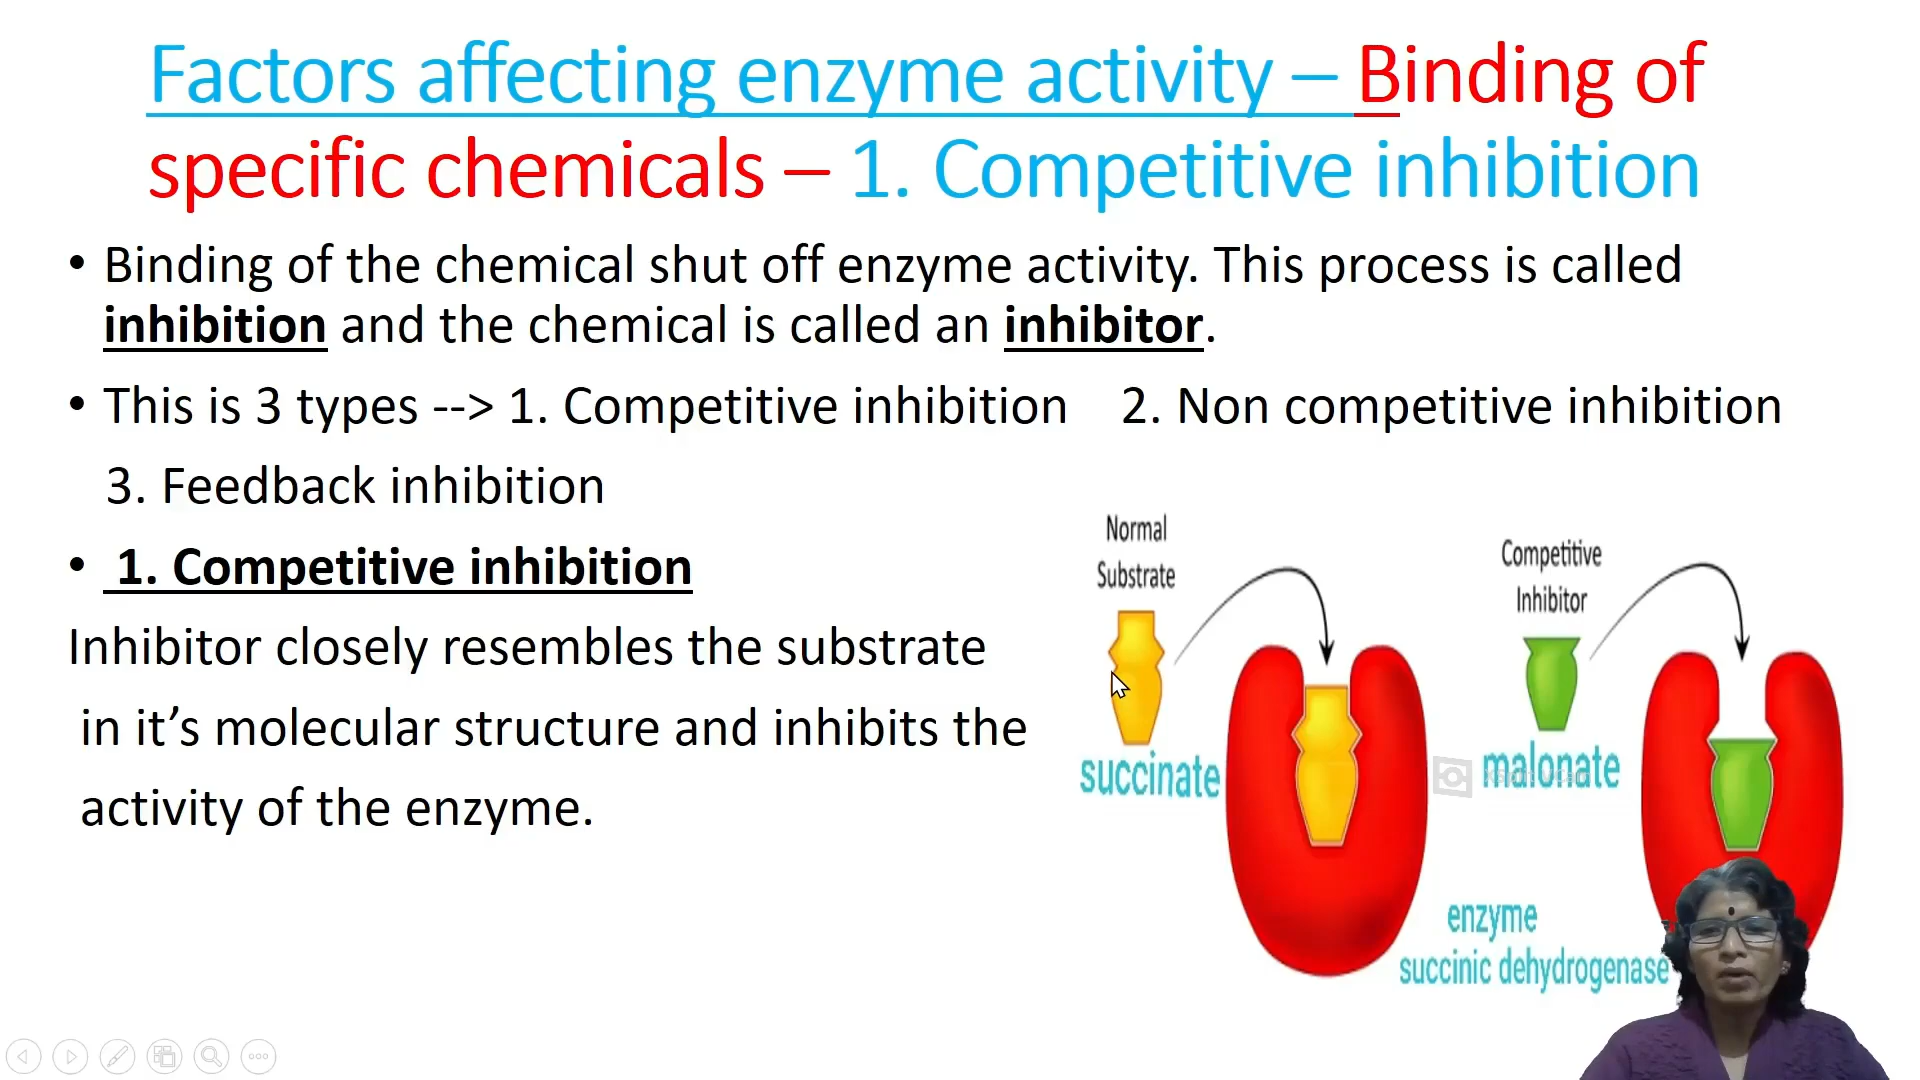 Factors affecting enzyme activity – Binding of
specific chemicals – 1. Competitive inhibition
• Binding of the chemical shut off enzyme activity. This process is called
inhibition and the chemical is called an inhibitor.
• This is 3 types --> 1. Competitive inhibition 2. Non competitive inhibition
3. Feedback inhibition
• 1. Competitive inhibition
Inhibitor closely resembles the substrate
in it’s molecular structure and inhibits the
activity of the enzyme.
Normal
Substrate
succinate
Competitive
Inhibitor
malonate
enzyme
succinic dehydrogenase